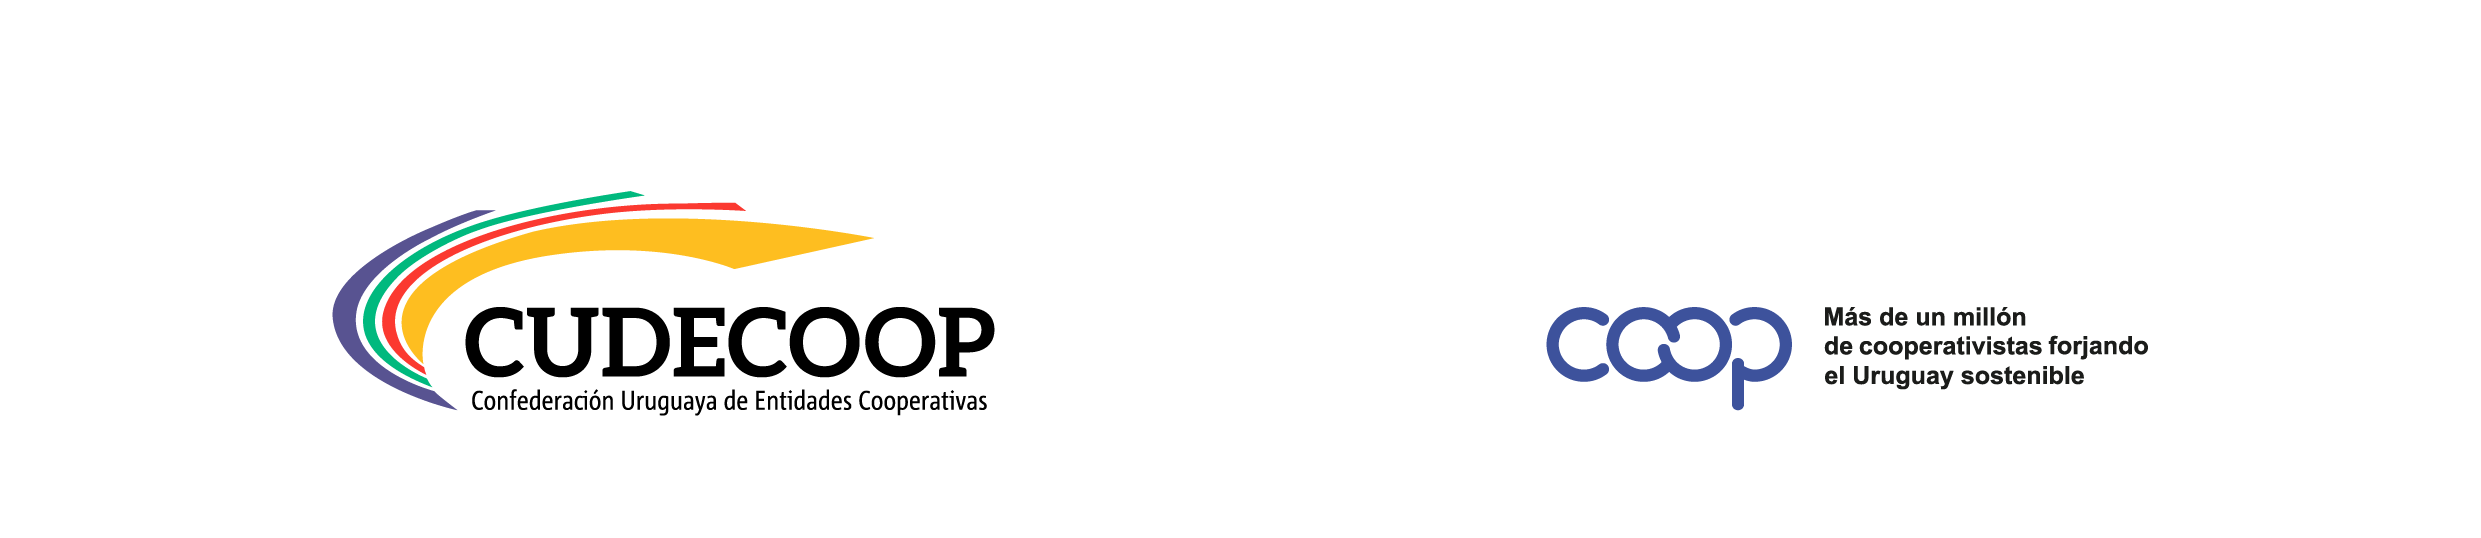 CUDECOOP
Confederación Uruguaya de Entidades Cooperativas
coop
Más de un millón
de cooperativistas forjando
el Uruguay sostenible